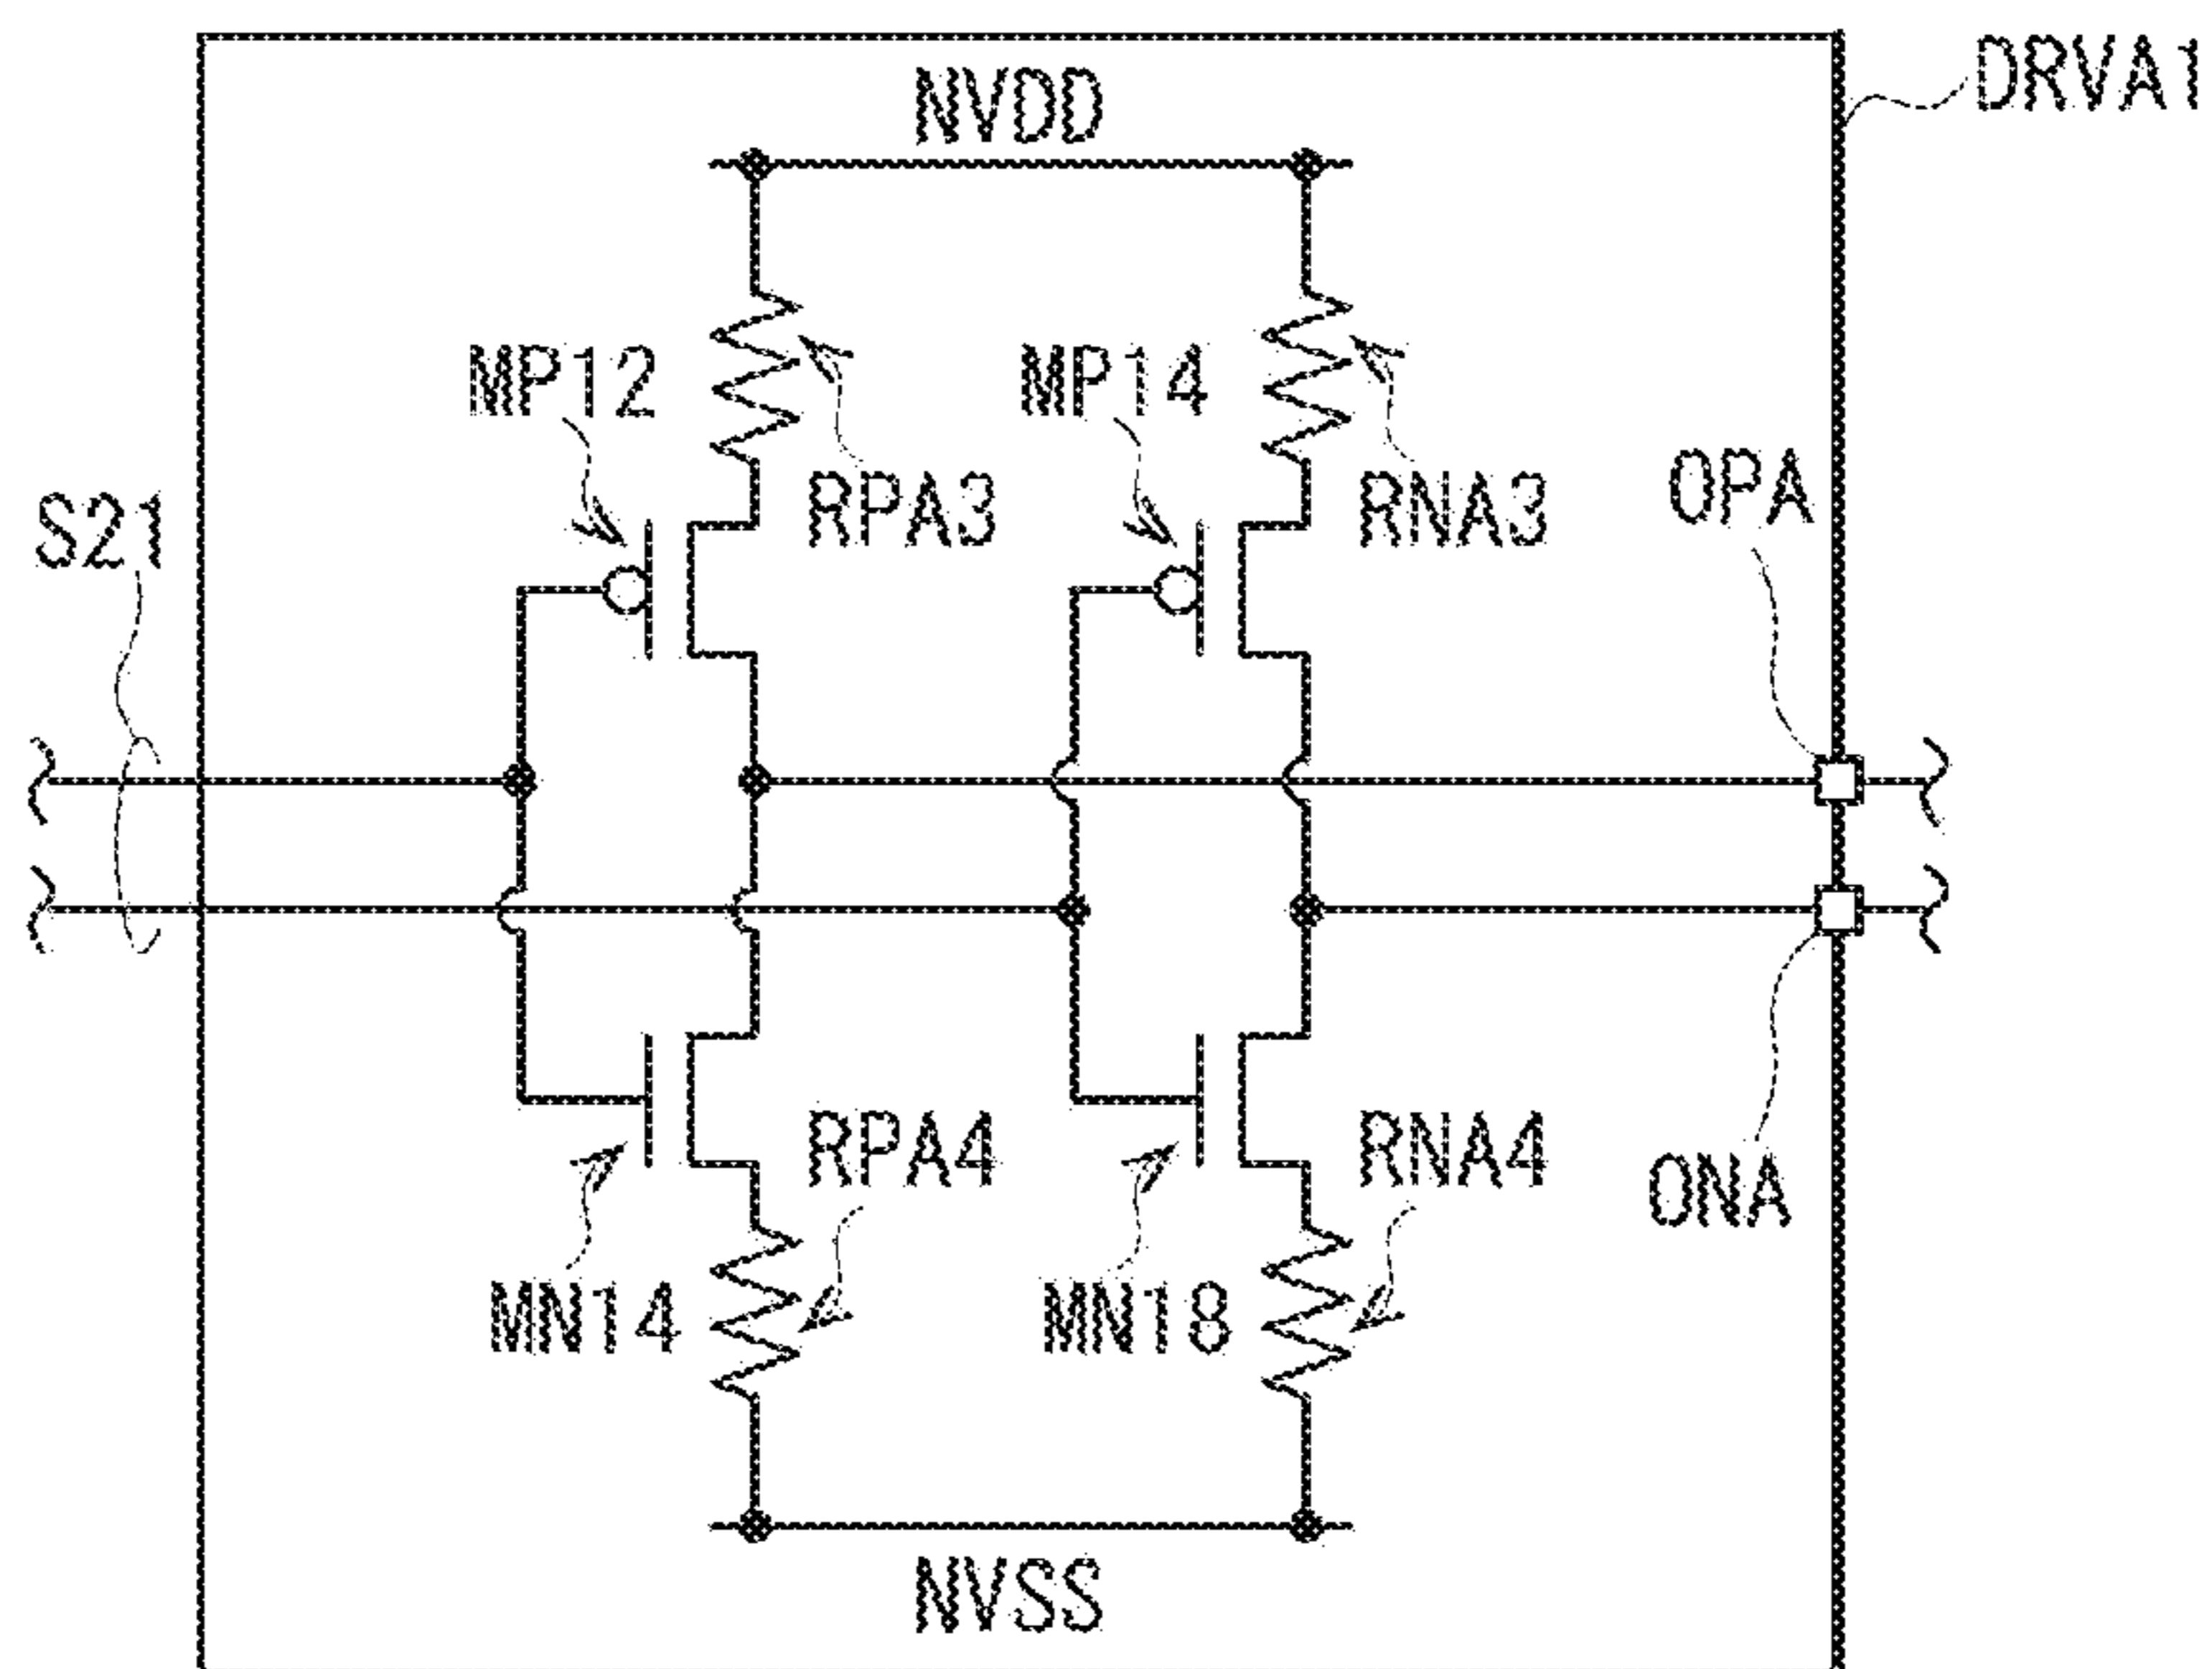 DRVA1
NVDD
MP12
MP14
RPA3
RNA3
OPA
S21
RPA4
RNA4
ONA
MN14
MN18
NVSS